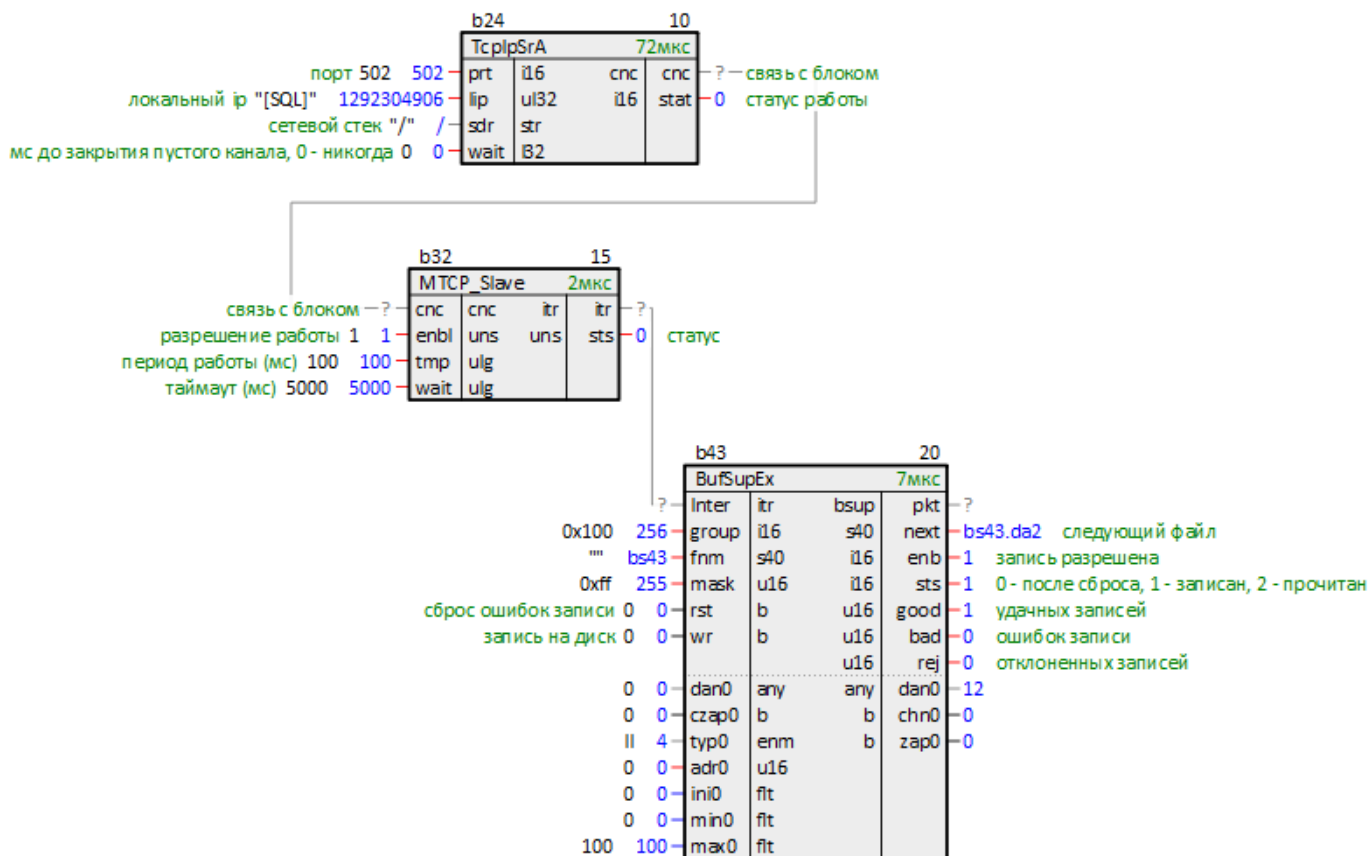 b24 10
TcpIpSrA 72мкс
порт 502 502 prt i16 cnc cnc ? связь с блоком
локальный ip "[SQL]" 1292304906 lip ul32 i16 stat 0 статус работы
сетевой стек "/" / sdr str
мс до закрытия пустого канала, 0 - никогда 0 0 wait l32
b32 15
MTCP_Slave 2мкс
связь с блоком ? cnc cnc itr itr ?
разрешение работы 1 1 enbl uns uns sts 0 статус
период работы (мс) 100 100 tmp ulg
таймаут (мс) 5000 5000 wait ulg
b43 20
BufSupEx 7мкс
? Inter itr bsup pkt ?
0x100 256 group i16 s40 next bs43.da2 следующий файл
"" bs43 fnm s40 i16 enb 1 запись разрешена
0xff 255 mask u16 i16 sts 1 0 - после сброса, 1 - записан, 2 - прочитан
сброс ошибок записи 0 0 rst b u16 good 1 удачных записей
запись на диск 0 0 wr b u16 bad 0 ошибок записи
u16 rej 0 отклоненных записей
0 0 dan0 any any dan0 12
0 0 czap0 b b chn0 0
II 4 typ0 enm b zap0 0
0 0 adr0 u16
0 0 ini0 flt
0 0 min0 flt
100 100 max0 flt